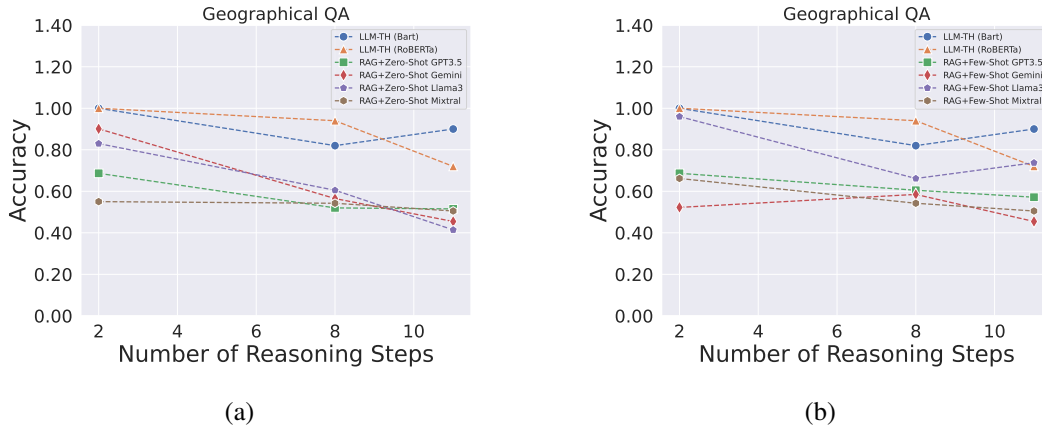 Geographical QA
1.40
1.20
1.00
0.80
0.60
0.40
0.20
0.00
Accuracy
LLM-TH (Bart)
LLM-TH (RoBERTa)
RAG+Zero-Shot GPT3.5
RAG+Zero-Shot Gemini
RAG+Zero-Shot Llama3
RAG+Zero-Shot Mixtral
2 4 6 8 10
Number of Reasoning Steps
(a)
Geographical QA
1.40
1.20
1.00
0.80
0.60
0.40
0.20
0.00
Accuracy
LLM-TH (Bart)
LLM-TH (RoBERTa)
RAG+Few-Shot GPT3.5
RAG+Few-Shot Gemini
RAG+Few-Shot Llama3
RAG+Few-Shot Mixtral
2 4 6 8 10
Number of Reasoning Steps
(b)